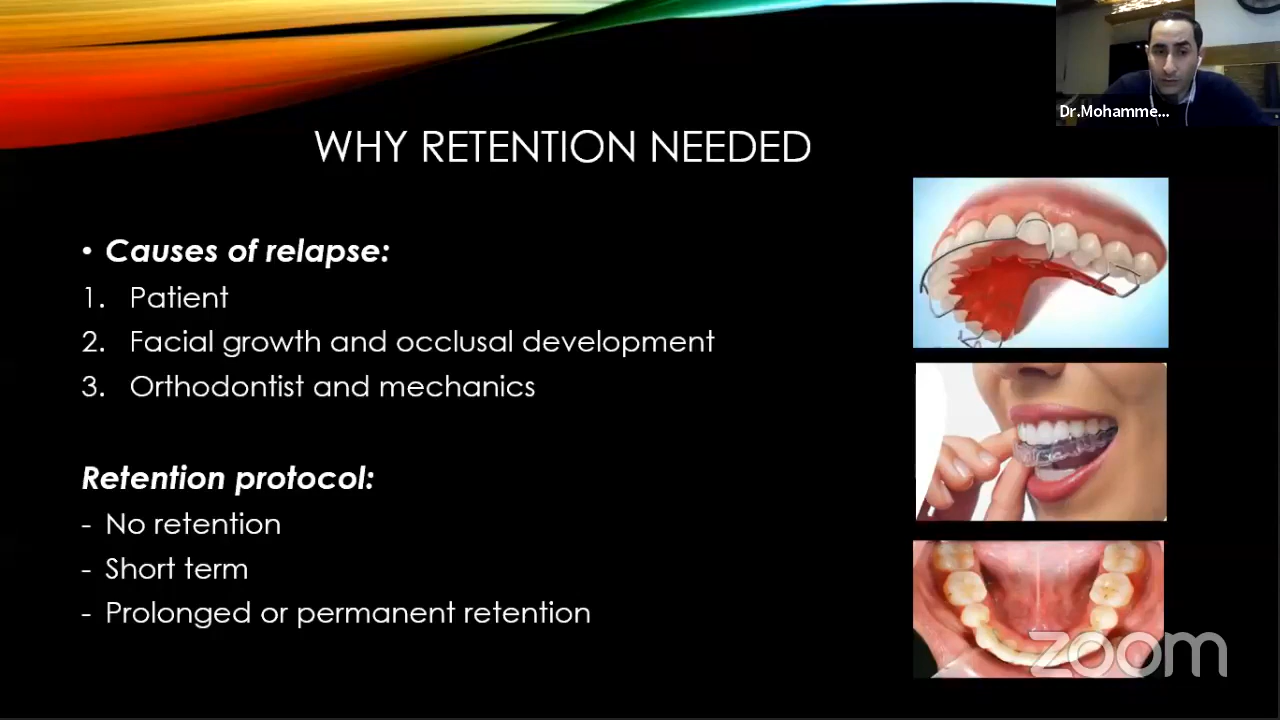 Dr.Mohamme...
WHY RETENTION NEEDED
• Causes of relapse:
1. Patient
2. Facial growth and occlusal development
3. Orthodontist and mechanics
Retention protocol:
- No retention
- Short term
- Prolonged or permanent retention
zoom